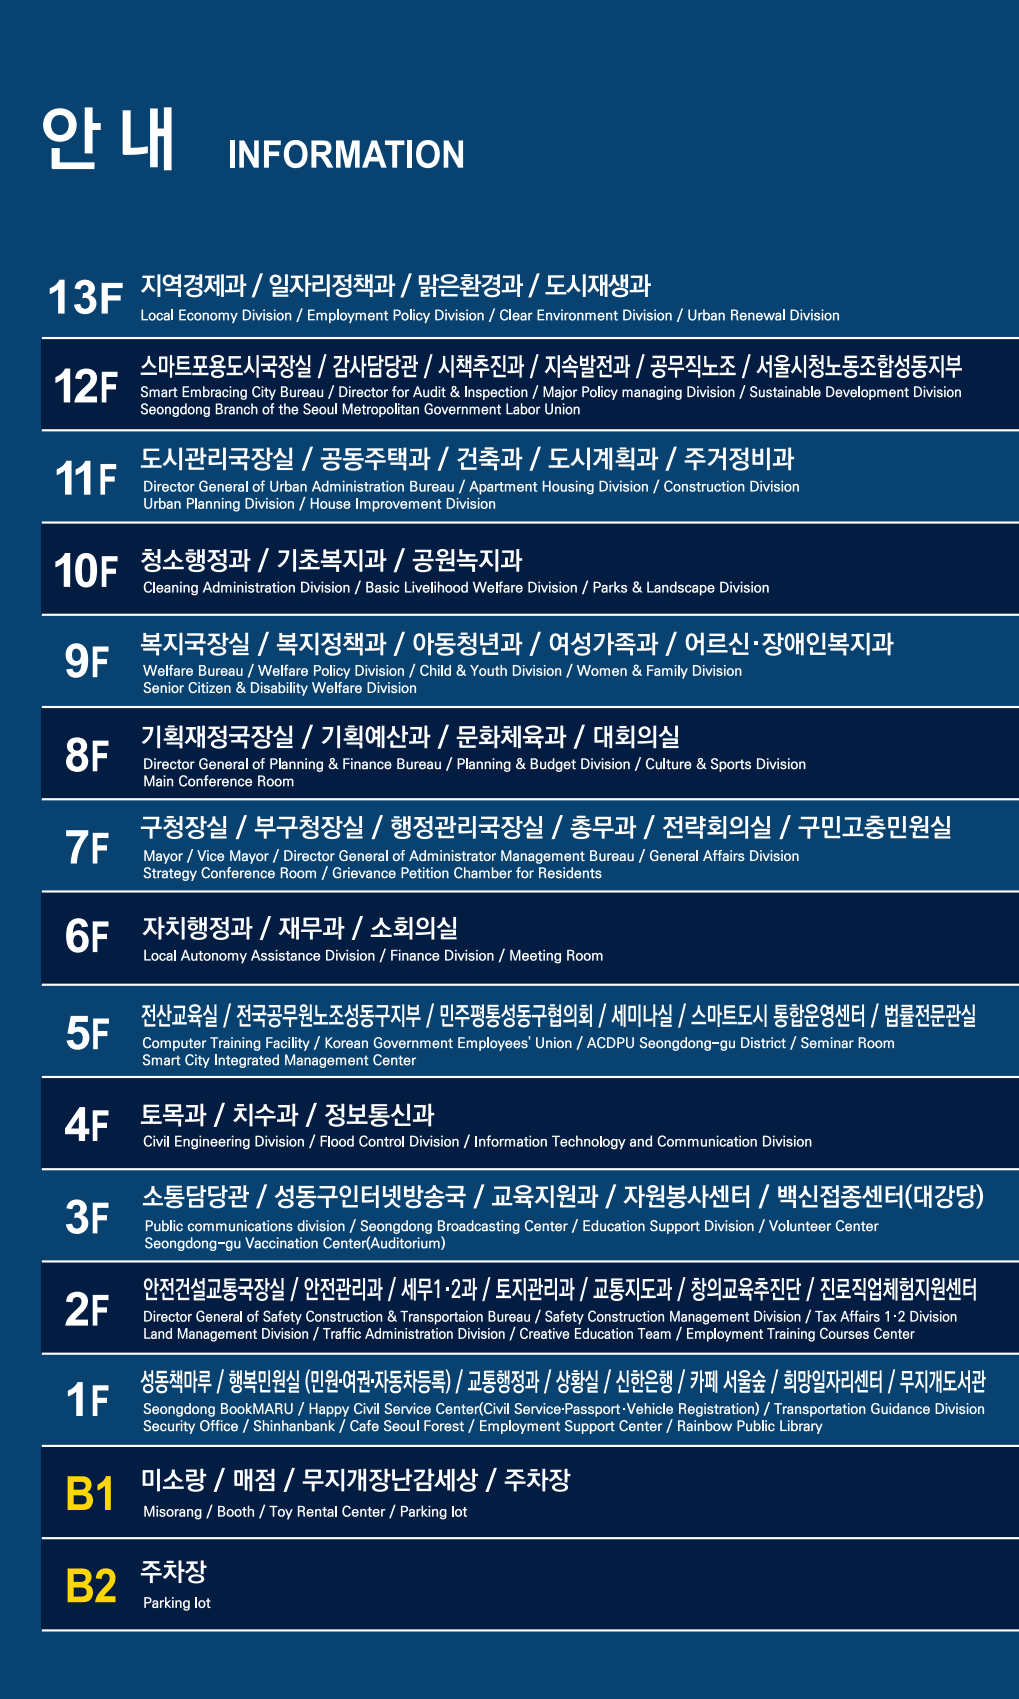 안 내 INFORMATION
13F 지역경제과 / 일자리정책과 / 맑은환경과 / 도시재생과
Local Economy Division / Employment Policy Division / Clear Environment Division / Urban Renewal Division
12F 스마트포용도시국장실 / 감사담당관 / 시책추진과 / 지속발전과 / 공무직노조 / 서울시청노동조합성동지부
Smart Embracing City Bureau / Director for Audit & Inspection / Major Policy managing Division / Sustainable Development Division
Seongdong Branch of the Seoul Metropolitan Government Labor Union
11F 도시관리국장실 / 공동주택과 / 건축과 / 도시계획과 / 주거정비과
Director General of Urban Administration Bureau / Apartment Housing Division / Construction Division
Urban Planning Division / House Improvement Division
10F 청소행정과 / 기초복지과 / 공원녹지과
Cleaning Administration Division / Basic Livelihood Welfare Division / Parks & Landscape Division
9F 복지국장실 / 복지정책과 / 아동청년과 / 여성가족과 / 어르신·장애인복지과
Welfare Bureau / Welfare Policy Division / Child & Youth Division / Women & Family Division
Senior Citizen & Disability Welfare Division
8F 기획재정국장실 / 기획예산과 / 문화체육과 / 대회의실
Director General of Planning & Finance Bureau / Planning & Budget Division / Culture & Sports Division
Main Conference Room
7F 구청장실 / 부구청장실 / 행정관리국장실 / 총무과 / 전략회의실 / 구민고충민원실
Mayor / Vice Mayor / Director General of Administrator Management Bureau / General Affairs Division
Strategy Conference Room / Grievance Petition Chamber for Residents
6F 자치행정과 / 재무과 / 소회의실
Local Autonomy Assistance Division / Finance Division / Meeting Room
5F 전산교육실 / 전국공무원노조성동구지부 / 민주평통성동구협의회 / 세미나실 / 스마트도시 통합운영센터 / 법률전문관실
Computer Training Facility / Korean Government Employees' Union / ACDPU Seongdong-gu District / Seminar Room
Smart City Integrated Management Center
4F 토목과 / 치수과 / 정보통신과
Civil Engineering Division / Flood Control Division / Information Technology and Communication Division
3F 소통담당관 / 성동구인터넷방송국 / 교육지원과 / 자원봉사센터 / 백신접종센터(대강당)
Public communications division / Seongdong Broadcasting Center / Education Support Division / Volunteer Center
Seongdong-gu Vaccination Center(Auditorium)
2F 안전건설교통국장실 / 안전관리과 / 세무1·2과 / 토지관리과 / 교통지도과 / 창의교육추진단 / 진로직업체험지원센터
Director General of Safety Construction & Transportaion Bureau / Safety Construction Management Division / Tax Affairs 1·2 Division
Land Management Division / Traffic Administration Division / Creative Education Team / Employment Training Courses Center
1F 성동책마루 / 행복민원실 (민원·여권·자동차등록) / 교통행정과 / 상황실 / 신한은행 / 카페 서울숲 / 희망일자리센터 / 무지개도서관
Seongdong BookMARU / Happy Civil Service Center(Civil Service·Passport·Vehicle Registration) / Transportation Guidance Division
Security Office / Shinhanbank / Cafe Seoul Forest / Employment Support Center / Rainbow Public Library
B1 미소랑 / 매점 / 무지개장난감세상 / 주차장
Misorang / Booth / Toy Rental Center / Parking lot
B2 주차장
Parking lot